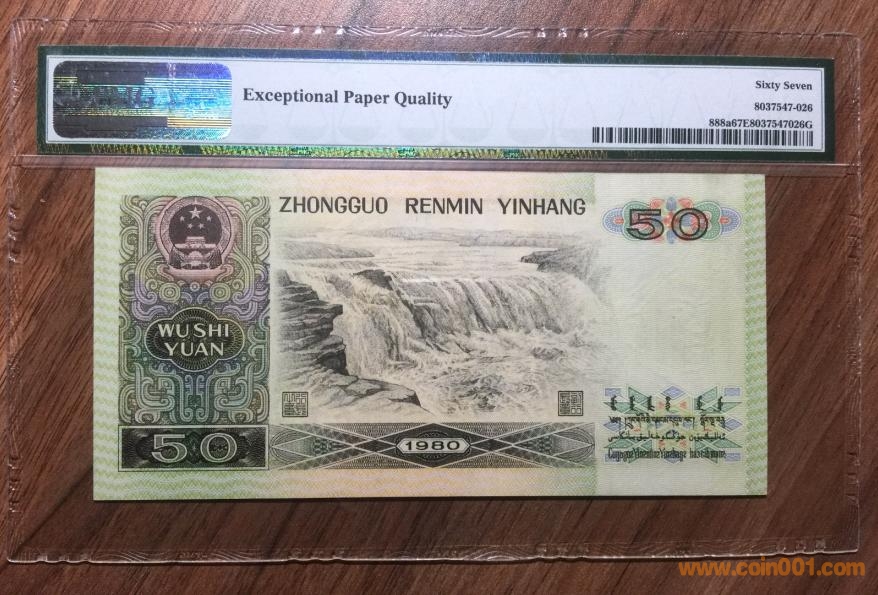 Exceptional Paper Quality
Sixty Seven
8037547-026
888a67E8037547026G
ZHONGGUO RENMIN YINHANG
50
WU SHI
YUAN
50
1980
www.coin001.com